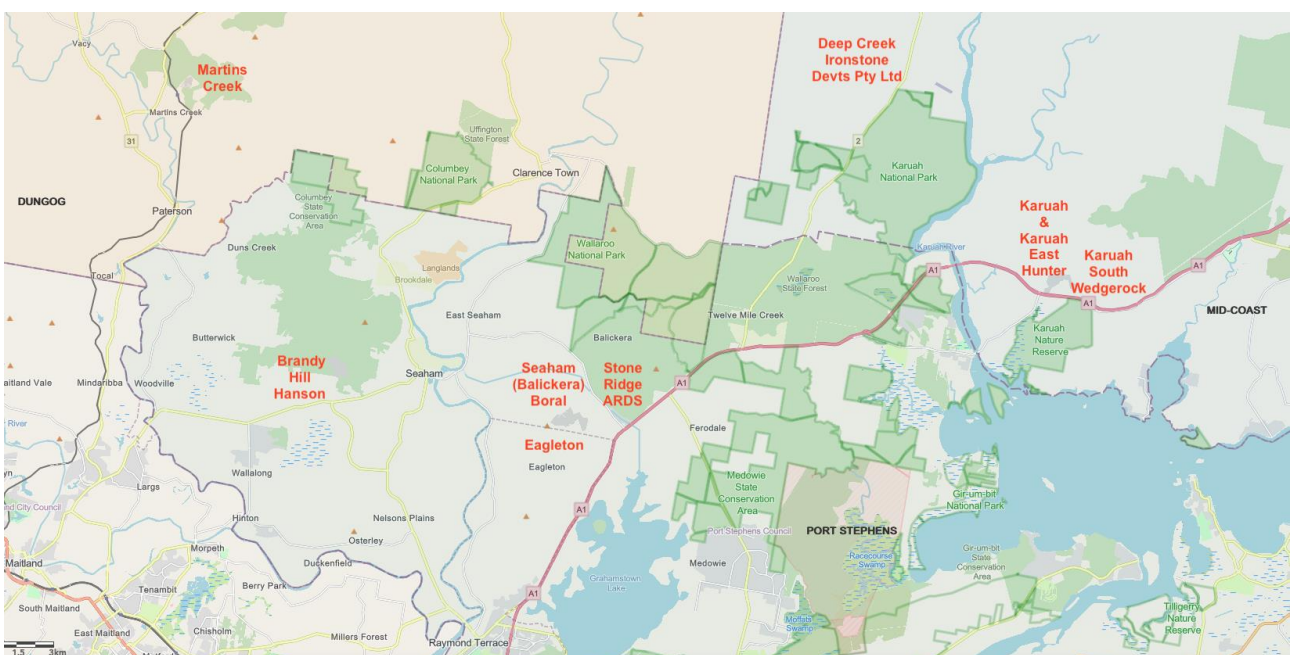 Vacy
Martins
Creek
Martins Creek
31
Deep Creek
Ironstone
Devts Pty Ltd
2
Uffington
State Forest
Columbey
National Park
Clarence Town
Karuah
National Park
DUNGOG
Paterson
Columbey
State
Conservation
Area
Duns Creek
Wallaroo
National Park
Karuah River
Karuah
&
Karuah
East
Hunter
Karuah
South
Wedgerock
A1
A1
A1
Tocal
Langlands
Brookdale
Wallaroo
State Forest
MID-COAST
East Seaham
Twelve Mile Creek
Butterwick
Balickera
Karuah
Nature
Reserve
Brandy
Hill
Hanson
Seaham
Seaham
(Balickera)
Boral
Stone
Ridge
ARDS
A1
Maitland Vale
Mindaribba
Woodville
Ferodale
Eagleton
Eagleton
River
Wallalong
Largs
Medowie
State
Conservation
Area
Gir-um-bit
National Park
A1
City Council
Hinton
Nelsons Plains
Port Stephens Council
PORT STEPHENS
Osterley
Morpeth
Duckenfield
Maitland
Racecourse
Swamp
Gir-um-bit
State
Conservation
Area
Medowie
Grahamstown
Lake
Berry Park
Tenambit
A1
South Maitland
East Maitland
Chisholm
Millers Forest
Raymond Terrace
Moffats
Swamp
Tilligerry
Nature
Reserve
1.5 3km